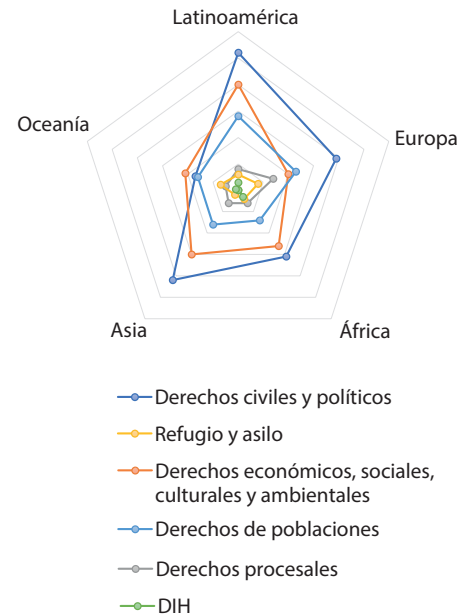 Latinoamérica
Oceanía
Europa
Asia
África
Derechos civiles y políticos
Refugio y asilo
Derechos económicos, sociales,
culturales y ambientales
Derechos de poblaciones
Derechos procesales
DIH